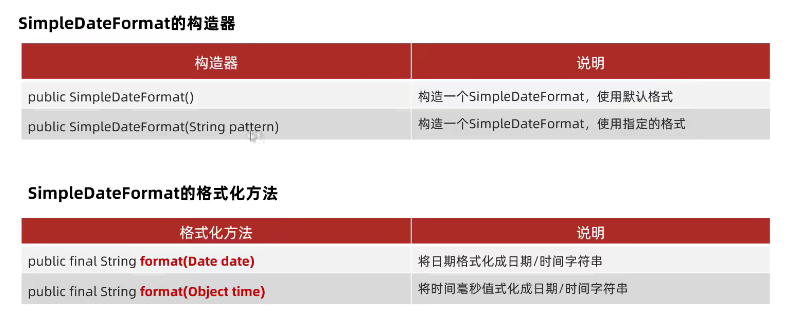 SimpleDateFormat的构造器
构造器 说明
public SimpleDateFormat() 构造一个SimpleDateFormat，使用默认格式
public SimpleDateFormat(String pattern) 构造一个SimpleDateFormat，使用指定的格式
SimpleDateFormat的格式化方法
格式化方法 说明
public final String format(Date date) 将日期格式化成日期/时间字符串
public final String format(Object time) 将时间毫秒值式化成日期/时间字符串